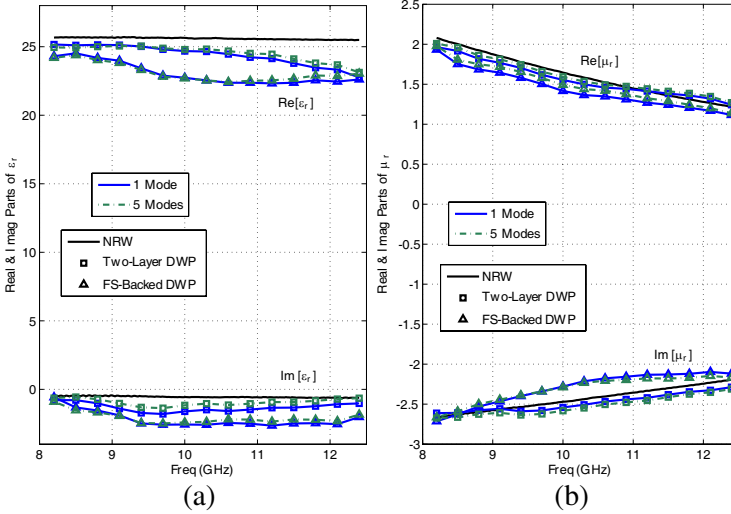 Real & Imag Parts of εr
25
20
15
10
5
0
8
9
10
11
12
Freq (GHz)
Re[εr]
1 Mode
5 Modes
NRW
Two-Layer DWP
FS-Backed DWP
Im[εr]
(a)
Real & Imag Parts of μr
2.5
2
1.5
1
0.5
0
-0.5
-1
-1.5
-2
-2.5
-3
8
9
10
11
12
Freq (GHz)
Re[μr]
1 Mode
5 Modes
NRW
Two-Layer DWP
FS-Backed DWP
Im[μr]
(b)